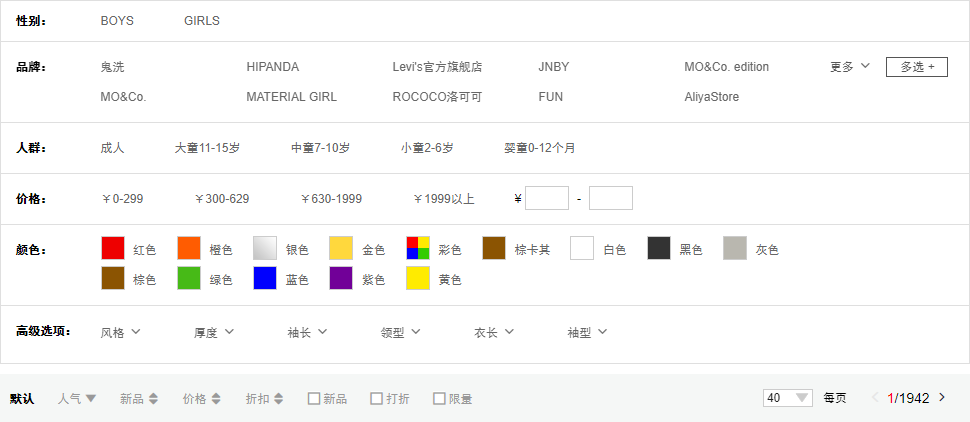 性别： BOYS GIRLS
品牌： 鬼洗 HIPANDA Levi's官方旗舰店 JNBY MO&Co. edition 更多 多选 +
MO&Co. MATERIAL GIRL ROCOCO洛可可 FUN AliyaStore
人群： 成人 大童11-15岁 中童7-10岁 小童2-6岁 婴童0-12个月
价格： ￥0-299 ￥300-629 ￥630-1999 ￥1999以上 ¥ -
颜色： 红色 橙色 银色 金色 彩色 棕卡其 白色 黑色 灰色
棕色 绿色 蓝色 紫色 黄色
高级选项： 风格 厚度 袖长 领型 衣长 袖型
默认 人气 新品 价格 折扣 新品 打折 限量 40 每页 1/1942